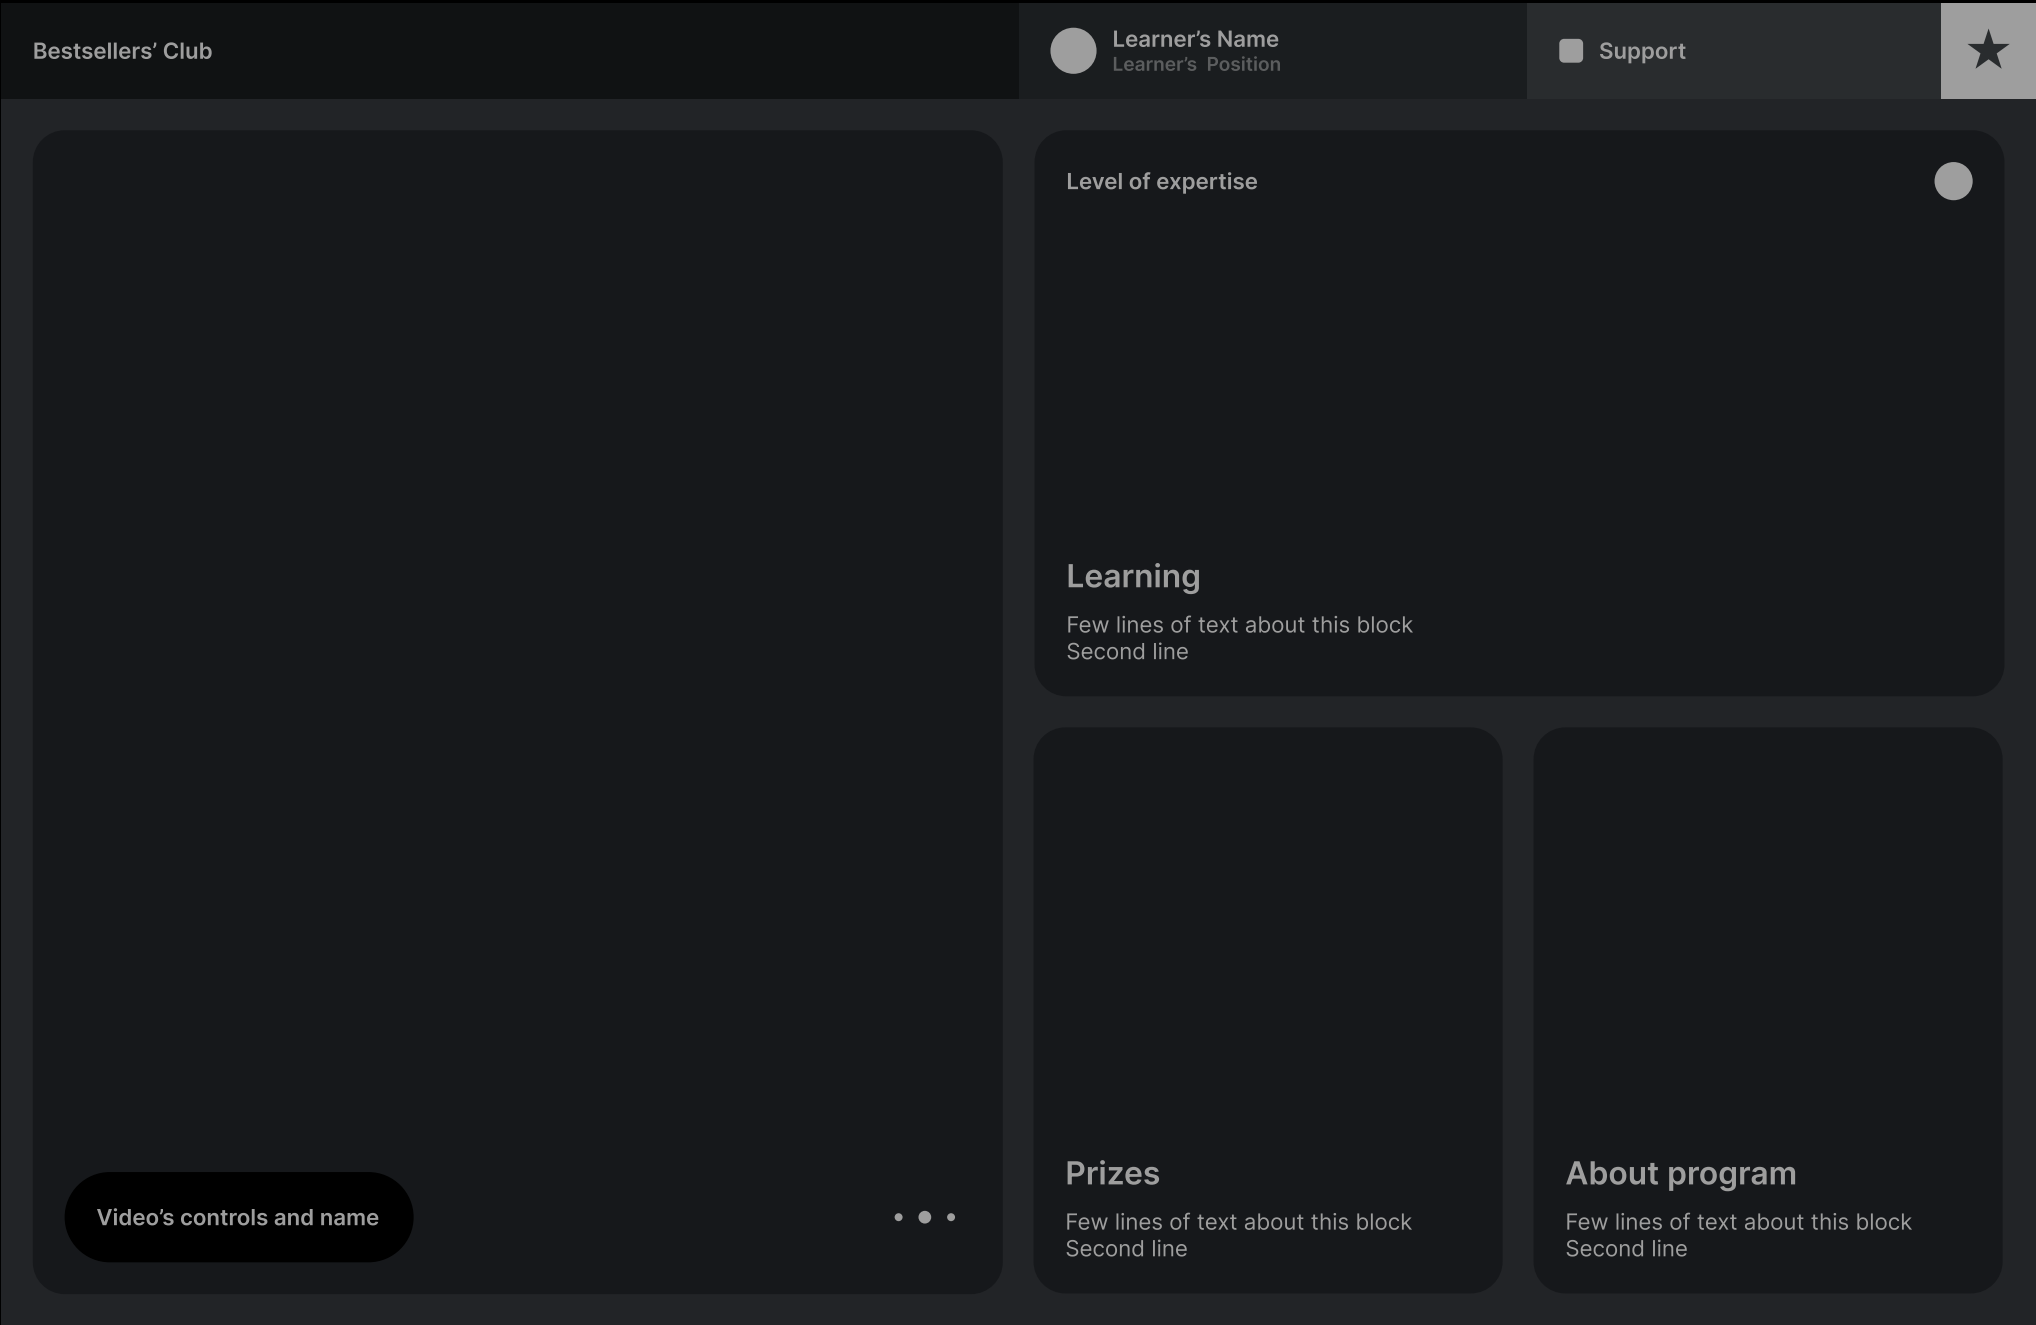 Bestsellers’ Club
Learner’s Name
Learner’s Position
Support
Level of expertise
Learning
Few lines of text about this block
Second line
Video’s controls and name
Prizes
Few lines of text about this block
Second line
About program
Few lines of text about this block
Second line